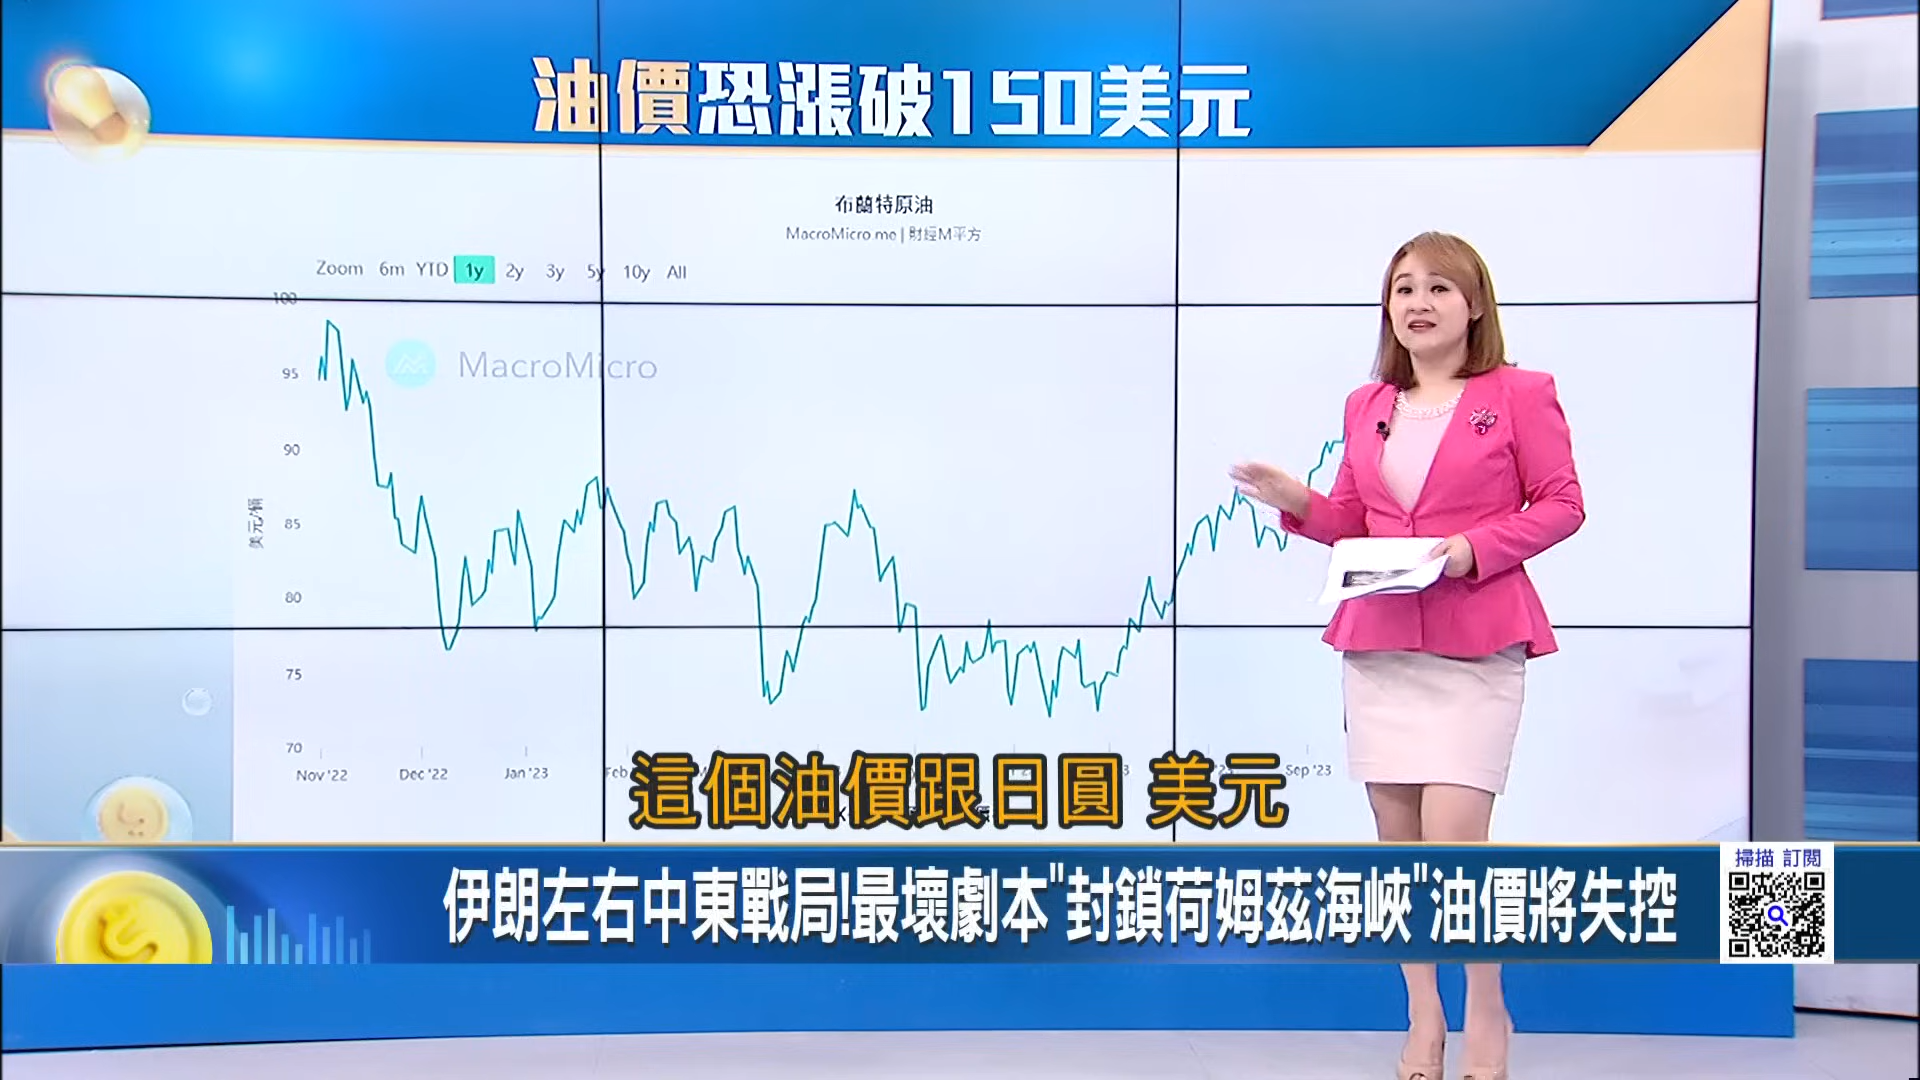 油價恐漲破150美元
布蘭特原油
MacroMicro.me | 財經M平方
Zoom 6m YTD 1y 2y 3y 5y 10y All
100
MacroMicro
95
90
美元/桶
85
80
75
70
Nov '22 Dec '22 Jan '23 Sep '23
這個油價跟日圓 美元
掃描 訂閱
伊朗左右中東戰局!最壞劇本"封鎖荷姆茲海峽"油價將失控